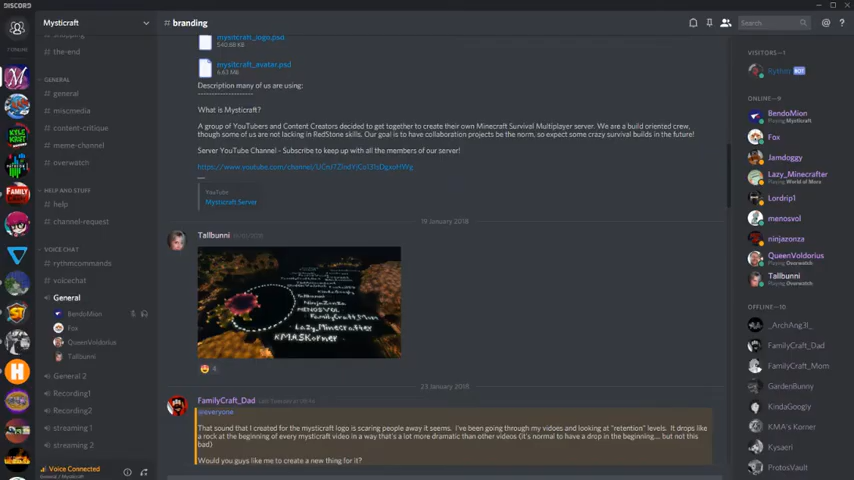 DISCORD
Mysticraft
# branding
Search.
# the-end
GENERAL
# general
# miscmedia
# content-critique
# meme-channel
# overwatch
HELP AND STUFF
# help
# channel-request
VOICE CHAT
# rythmcommands
# voicechat
General
BendoMion
Fox
QueenVoldorius
Tallbunni
General 2
Recording1
Recording2
streaming 1
streaming 2
Voice Connected
General / Mysticraft
mysticraft_logo.psd
540.88 KB
mysticraft_avatar.psd
6.63 MB
Description many of us are using:
--------------------
What is Mysticraft?
A group of YouTubers and Content Creators decided to get together to create their own Minecraft Survival Multiplayer server. We are a build oriented crew,
though some of us are not lacking in RedStone skills. Our goal is to have collaboration projects be the norm, so expect some crazy survival builds in the future!
Server YouTube Channel - Subscribe to keep up with all the members of our server!
YouTube
Mysticraft Server
19 January 2018
Tallbunni
NinjaZonza
MENOSVOL
FamilyCraft_Mom
Lazy_Minecrafter
KMASKorner
4
23 January 2018
FamilyCraft_Dad
@everyone
That sound that I created for the mysticraft logo is scaring people away it seems. I've been going through my vidoes and looking at "retention" levels. It drops like
a rock at the beginning of every mysticraft video in a way that's a lot more dramatic than other videos (it's normal to have a drop in the beginning.... but not this
bad)
Would you guys like me to create a new thing for it?
VISITORS—1
Rythm BOT
ONLINE—9
BendoMion
Playing Mysticraft
Fox
Jamdoggy
Lazy_Minecrafter
Playing World of More
Lordrip1
menosvol
ninjazonza
QueenVoldorius
Playing Overwatch
Tallbunni
Playing Overwatch
OFFLINE—10
_ArchAng3l_
FamilyCraft_Dad
FamilyCraft_Mom
GardenBunny
KindaGoogly
KMA's Korner
Kysaeri
ProtosVault